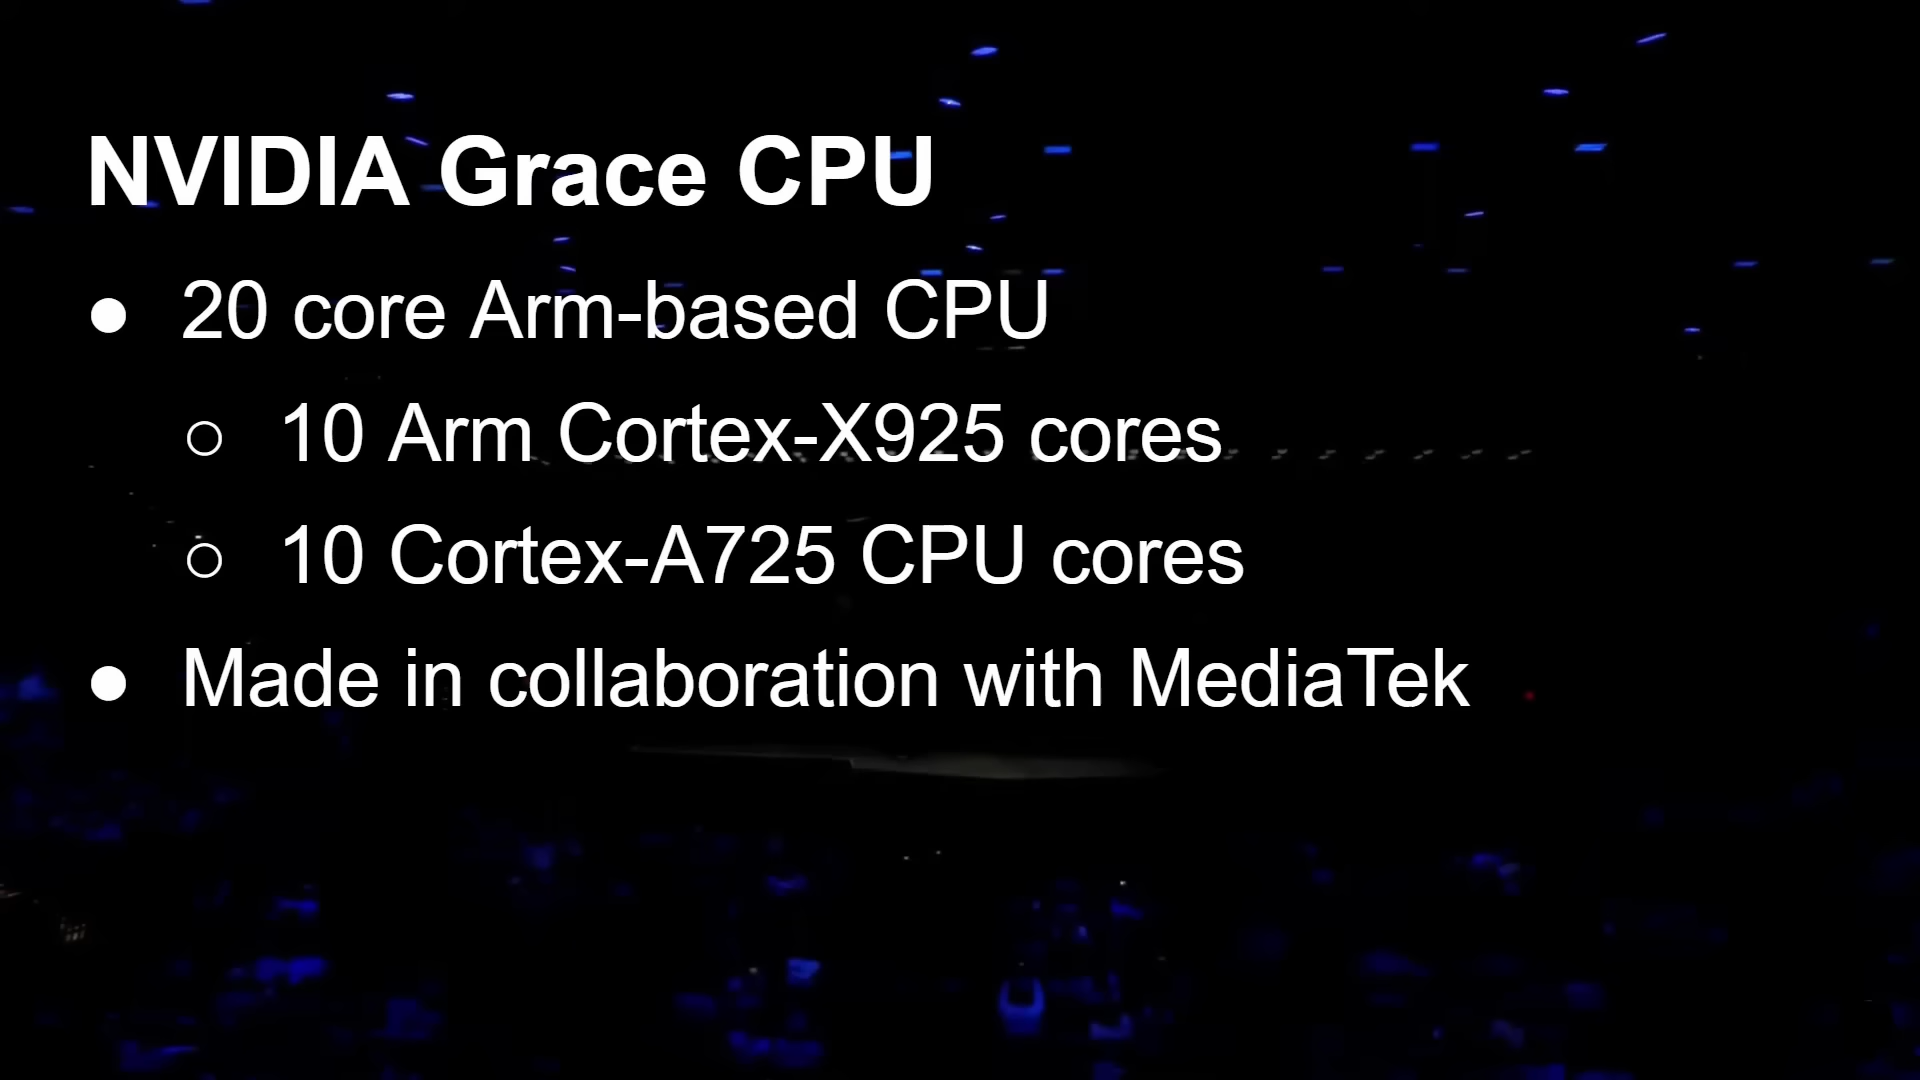 NVIDIA Grace CPU
● 20 core Arm-based CPU
○ 10 Arm Cortex-X925 cores
○ 10 Cortex-A725 CPU cores
● Made in collaboration with MediaTek